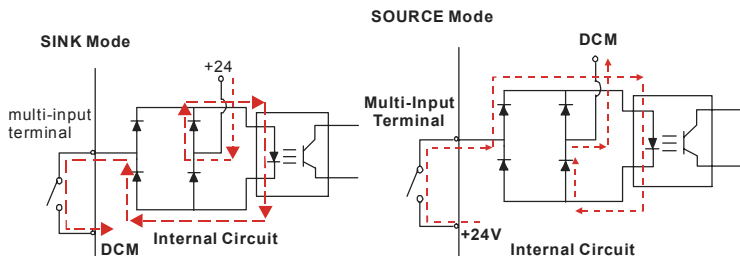 SINK Mode
+24
multi-input
terminal
DCM
Internal Circuit
SOURCE Mode
DCM
Multi-Input
Terminal
+24V
Internal Circuit